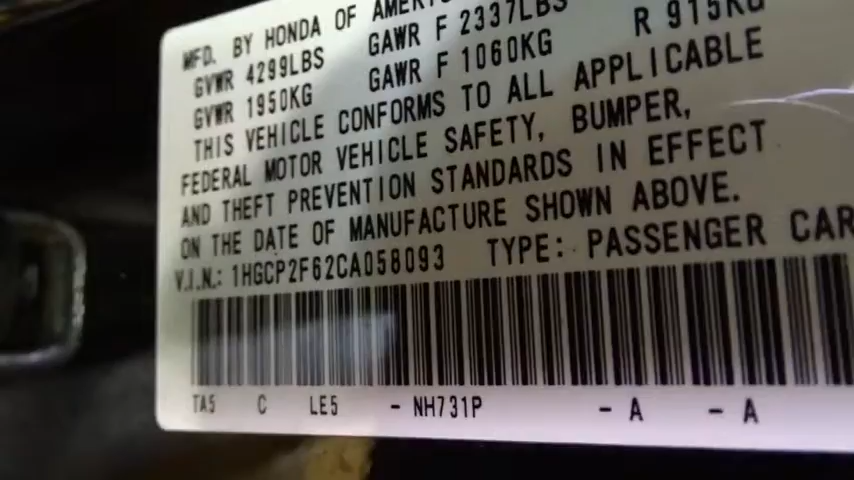 MFD. BY HONDA OF
GVWR 4299LBS GAWR F 2337LBS
GVWR 1950KG GAWR F 1060KG R 915KG
THIS VEHICLE CONFORMS TO ALL APPLICABLE
FEDERAL MOTOR VEHICLE SAFETY, BUMPER,
AND THEFT PREVENTION STANDARDS IN EFFECT
ON THE DATE OF MANUFACTURE SHOWN ABOVE.
V.I.N.: 1HGCP2F62CA058093 TYPE: PASSENGER CAR
TA5 C LE5 - NH731P - A - A